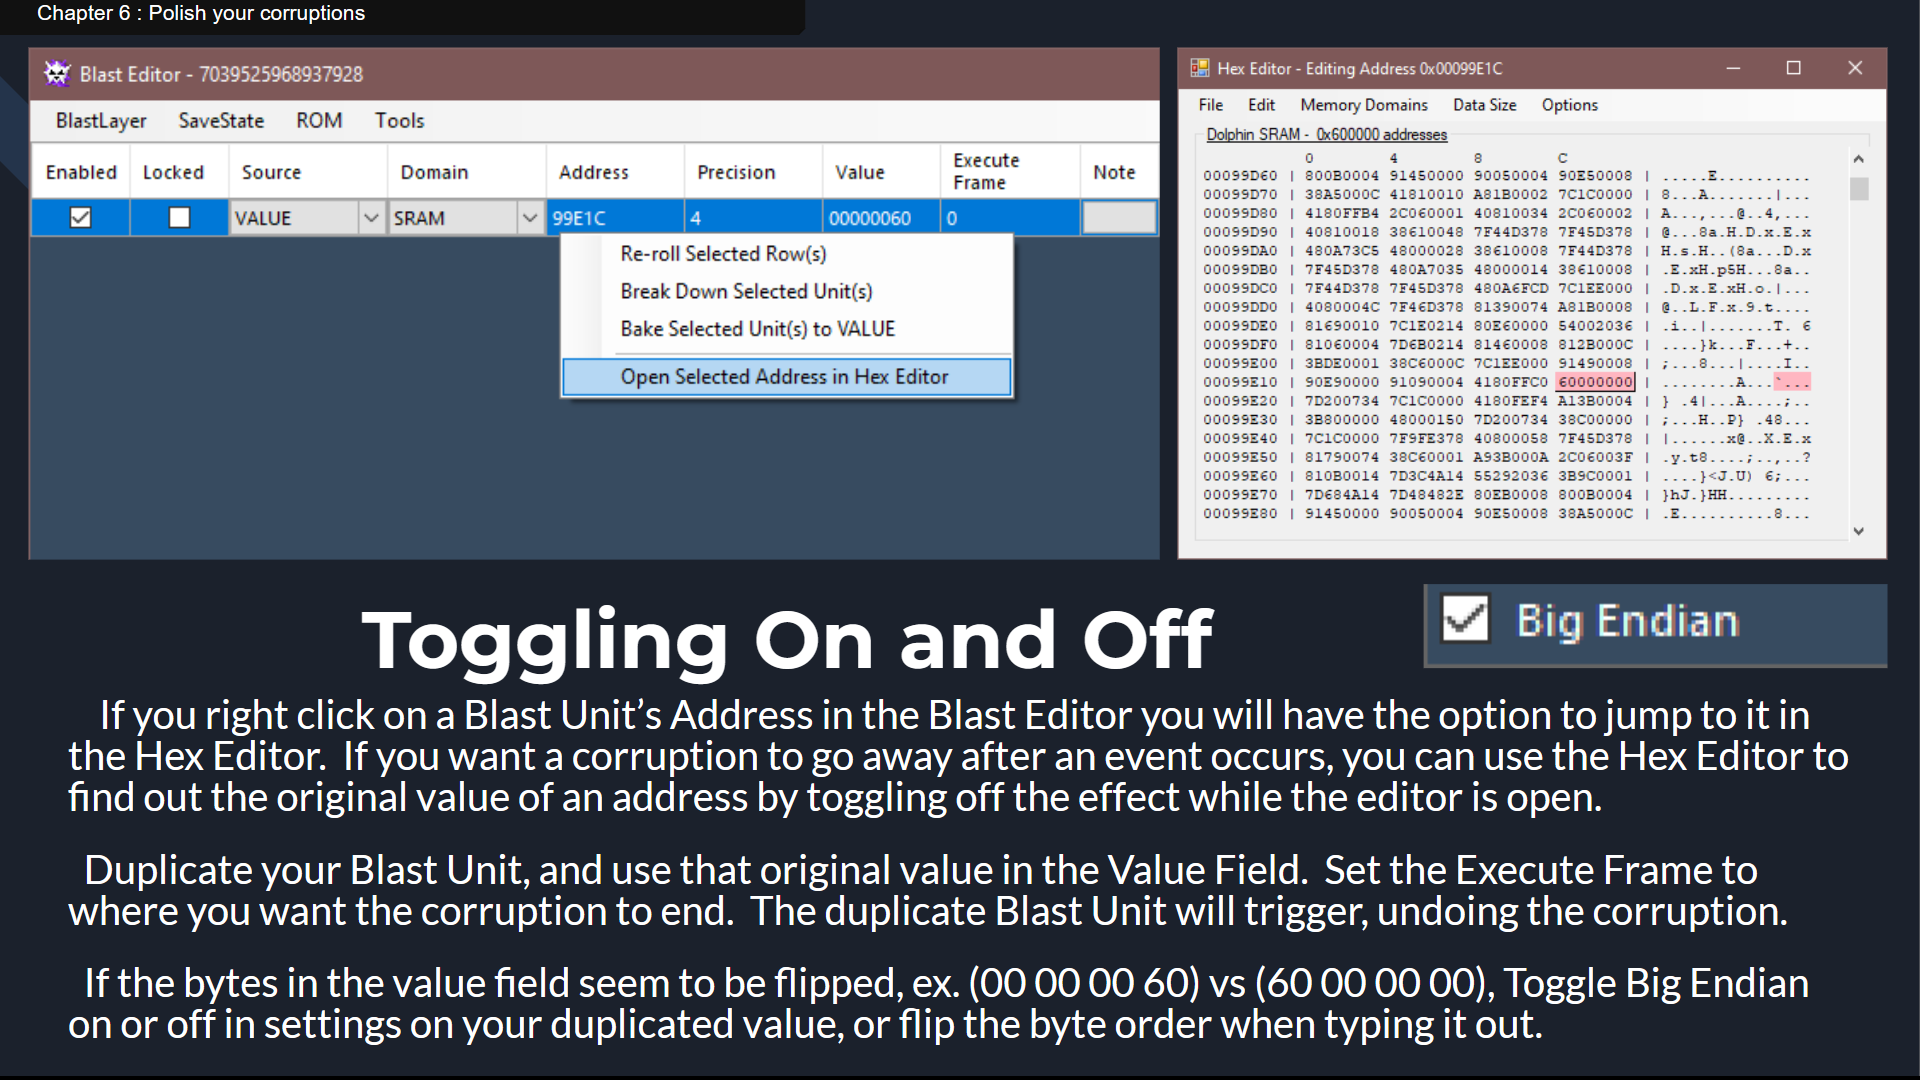 Chapter 6 : Polish your corruptions
Blast Editor - 7039525968937928
BlastLayer SaveState ROM Tools
Enabled Locked Source Domain Address Precision Value Execute Frame Note
VALUE SRAM 99E1C 4 00000060 0
Re-roll Selected Row(s)
Break Down Selected Unit(s)
Bake Selected Unit(s) to VALUE
Open Selected Address in Hex Editor
Hex Editor - Editing Address 0x00099E1C
File Edit Memory Domains Data Size Options
Dolphin SRAM - 0x600000 addresses
0 4 8 C
00099D60 | 800B0004 91450000 90050004 90E50008 | .....E..........
00099D70 | 38A5000C 41810010 A81B0002 7C1C0000 | 8...A.......|...
00099D80 | 4180FFB4 2C060001 40810034 2C060002 | A...,...@..4,...
00099D90 | 40810018 38610048 7F44D378 7F45D378 | @...8a.H.D.x.E.x
00099DA0 | 480A73C5 48000028 38610008 7F44D378 | H.s.H..(8a...D.x
00099DB0 | 7F45D378 480A7035 48000014 38610008 | .E.xH.p5H...8a..
00099DC0 | 7F44D378 7F45D378 480A6FCD 7C1EE000 | .D.x.E.xH.o.|...
00099DD0 | 4080004C 7F46D378 81390074 A81B0008 | @..L.F.x.9.t....
00099DE0 | 81690010 7C1E0214 80E60000 54002036 | .i..|.......T. 6
00099DF0 | 81060004 7D6B0214 81460008 812B000C | ....}k...F...+..
00099E00 | 3BDE0001 38C6000C 7C1EE000 91490008 | ;...8...|....I..
00099E10 | 90E90000 91090004 4180FFC0 60000000 | ........A...`...
00099E20 | 7D200734 7C1C0000 4180FEF4 A13B0004 | } .4|...A....;..
00099E30 | 3B800000 48000150 7D200734 38C00000 | ;...H..P} .48...
00099E40 | 7C1C0000 7F9FE378 40800058 7F45D378 | |......x@..X.E.x
00099E50 | 81790074 38C60001 A93B000A 2C06003F | .y.t8....;..,..?
00099E60 | 810B0014 7D3C4A14 55292036 3B9C0001 | ....}<J.U) 6;...
00099E70 | 7D684A14 7D48482E 80EB0008 800B0004 | }hJ.}HH.........
00099E80 | 91450000 90050004 90E50008 38A5000C | .E..........8...
Big Endian
Toggling On and Off
If you right click on a Blast Unit’s Address in the Blast Editor you will have the option to jump to it in
the Hex Editor. If you want a corruption to go away after an event occurs, you can use the Hex Editor to
find out the original value of an address by toggling off the effect while the editor is open.
Duplicate your Blast Unit, and use that original value in the Value Field. Set the Execute Frame to
where you want the corruption to end. The duplicate Blast Unit will trigger, undoing the corruption.
If the bytes in the value field seem to be flipped, ex. (00 00 00 60) vs (60 00 00 00), Toggle Big Endian
on or off in settings on your duplicated value, or flip the byte order when typing it out.